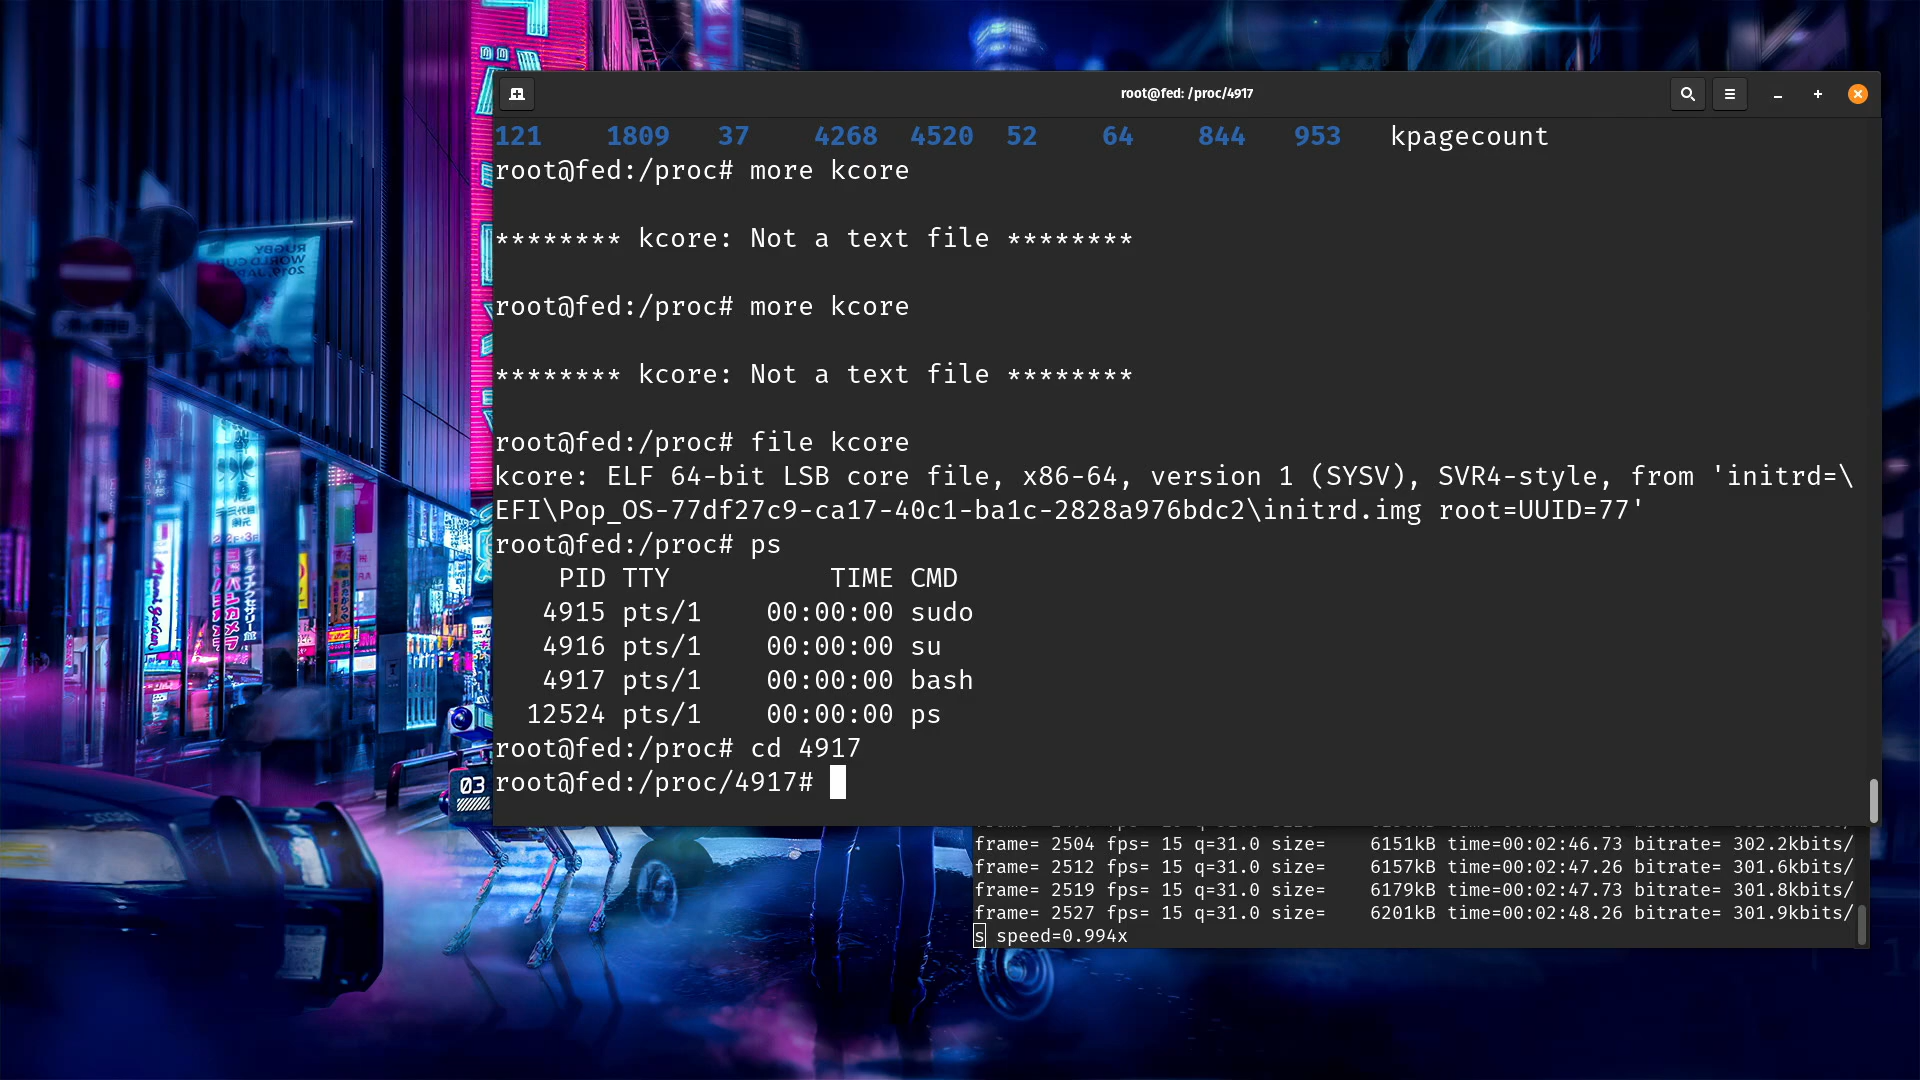 root@fed: /proc/4917
121 1809 37 4268 4520 52 64 844 953 kpagecount
root@fed:/proc# more kcore
******** kcore: Not a text file ********
root@fed:/proc# more kcore
******** kcore: Not a text file ********
root@fed:/proc# file kcore
kcore: ELF 64-bit LSB core file, x86-64, version 1 (SYSV), SVR4-style, from 'initrd=\
EFI\Pop_OS-77df27c9-ca17-40c1-ba1c-2828a976bdc2\initrd.img root=UUID=77'
root@fed:/proc# ps
PID TTY TIME CMD
4915 pts/1 00:00:00 sudo
4916 pts/1 00:00:00 su
4917 pts/1 00:00:00 bash
12524 pts/1 00:00:00 ps
root@fed:/proc# cd 4917
root@fed:/proc/4917#
frame= 2504 fps= 15 q=31.0 size= 6151kB time=00:02:46.73 bitrate= 302.2kbits/
frame= 2512 fps= 15 q=31.0 size= 6157kB time=00:02:47.26 bitrate= 301.6kbits/
frame= 2519 fps= 15 q=31.0 size= 6179kB time=00:02:47.73 bitrate= 301.8kbits/
frame= 2527 fps= 15 q=31.0 size= 6201kB time=00:02:48.26 bitrate= 301.9kbits/
s speed=0.994x
RUGBY
WORLD CUP
2019, JAPAN
03